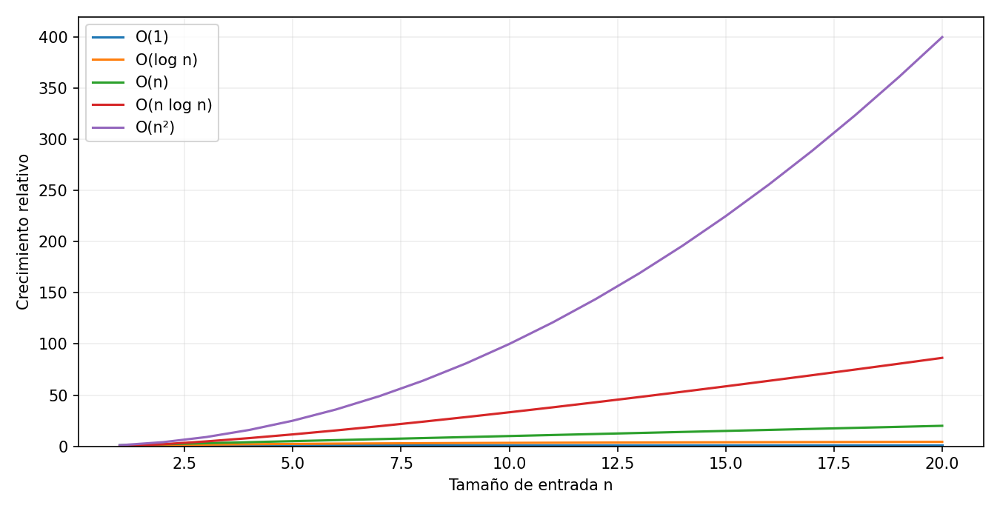 O(1)
O(log n)
O(n)
O(n log n)
O(n²)
400
350
300
250
200
150
100
50
0
Crecimiento relativo
2.5 5.0 7.5 10.0 12.5 15.0 17.5 20.0
Tamaño de entrada n